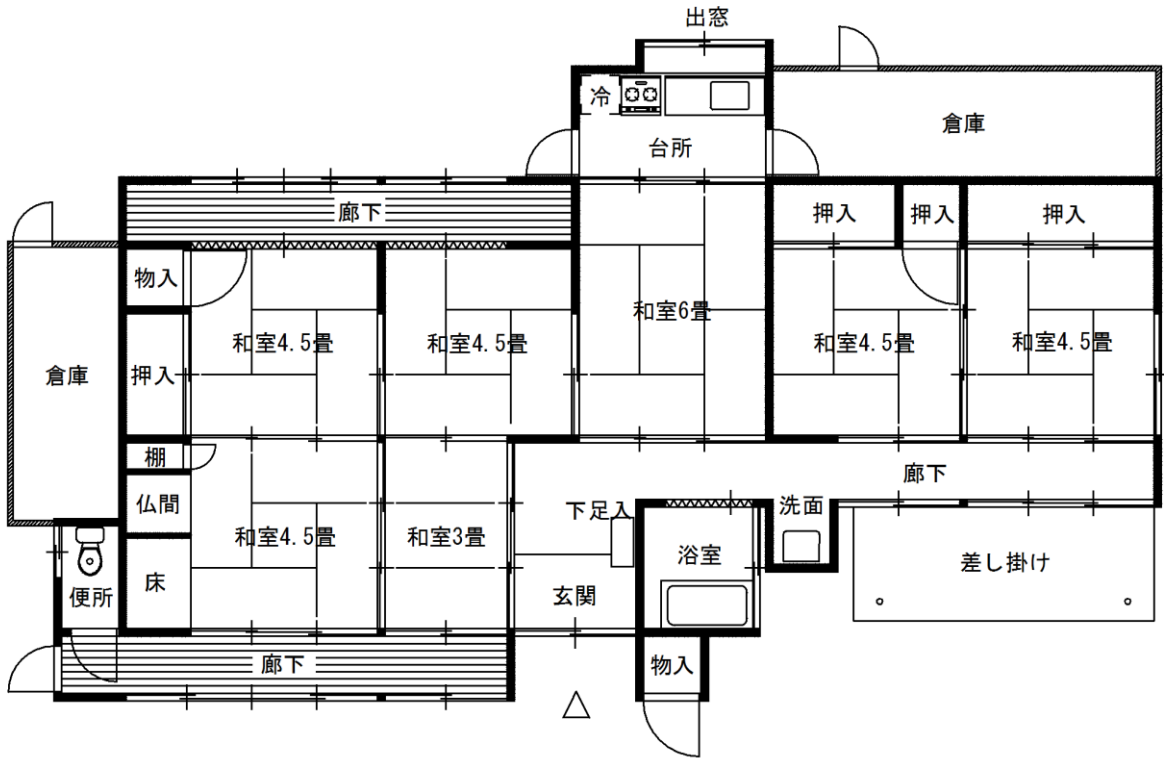 出窓
冷
台所
倉庫
廊下
押入
押入
押入
物入
和室4.5畳
和室4.5畳
和室6畳
和室4.5畳
和室4.5畳
倉庫
押入
棚
仏間
和室4.5畳
和室3畳
下足入
洗面
廊下
浴室
差し掛け
便所
床
玄関
廊下
物入